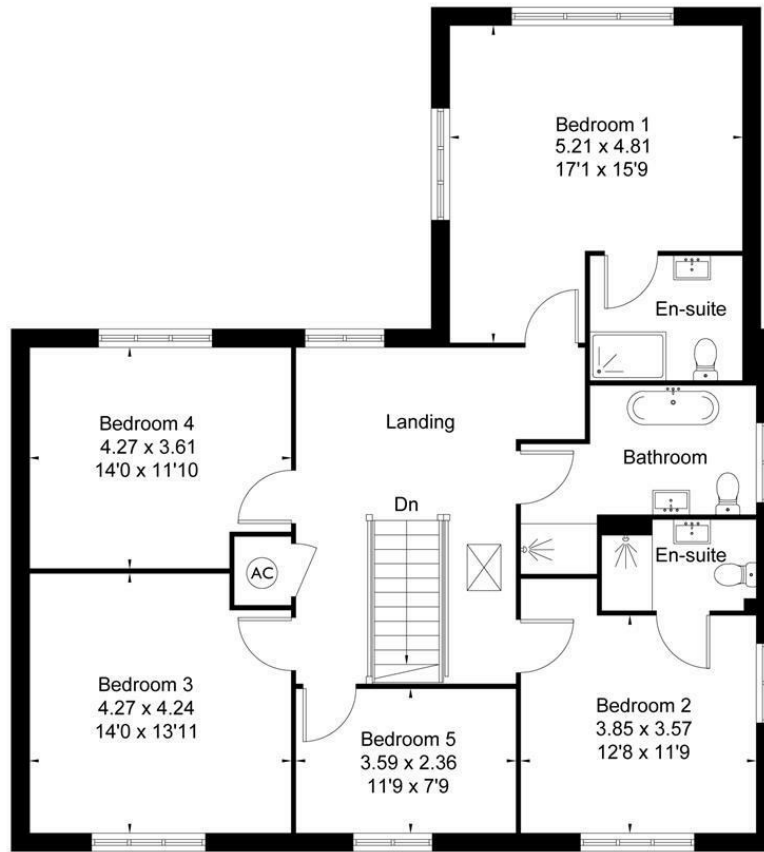 Bedroom 1
5.21 x 4.81
17'1 x 15'9
En-suite
Bedroom 4
4.27 x 3.61
14'0 x 11'10
Landing
Bathroom
Dn
En-suite
AC
Bedroom 3
4.27 x 4.24
14'0 x 13'11
Bedroom 5
3.59 x 2.36
11'9 x 7'9
Bedroom 2
3.85 x 3.57
12'8 x 11'9